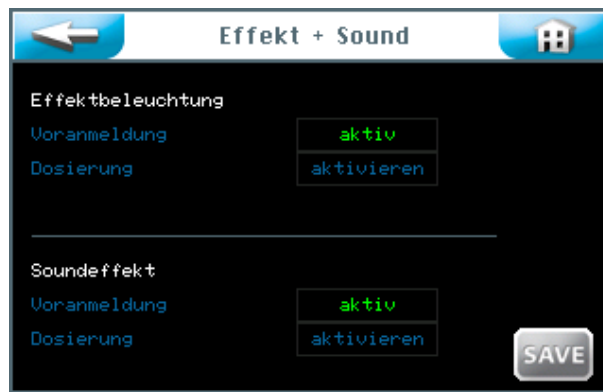 Effekt + Sound
Effektbeleuchtung
Voranmeldung aktiv
Dosierung aktivieren
Soundeffekt
Voranmeldung aktiv
Dosierung aktivieren
SAVE